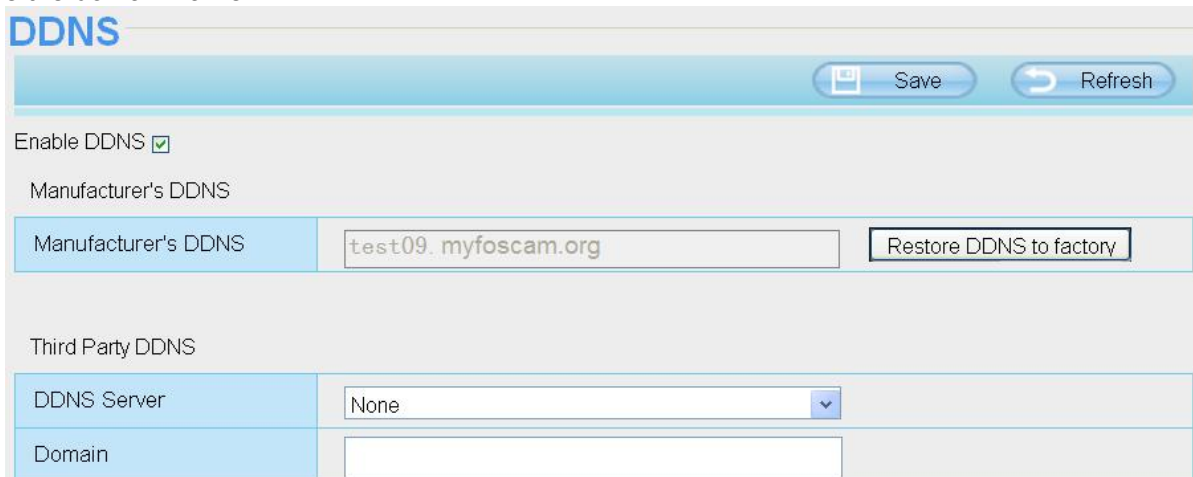 DDNS
Save Refresh
Enable DDNS
Manufacturer's DDNS
Manufacturer's DDNS test09. myfoscam.org Restore DDNS to factory
Third Party DDNS
DDNS Server None
Domain